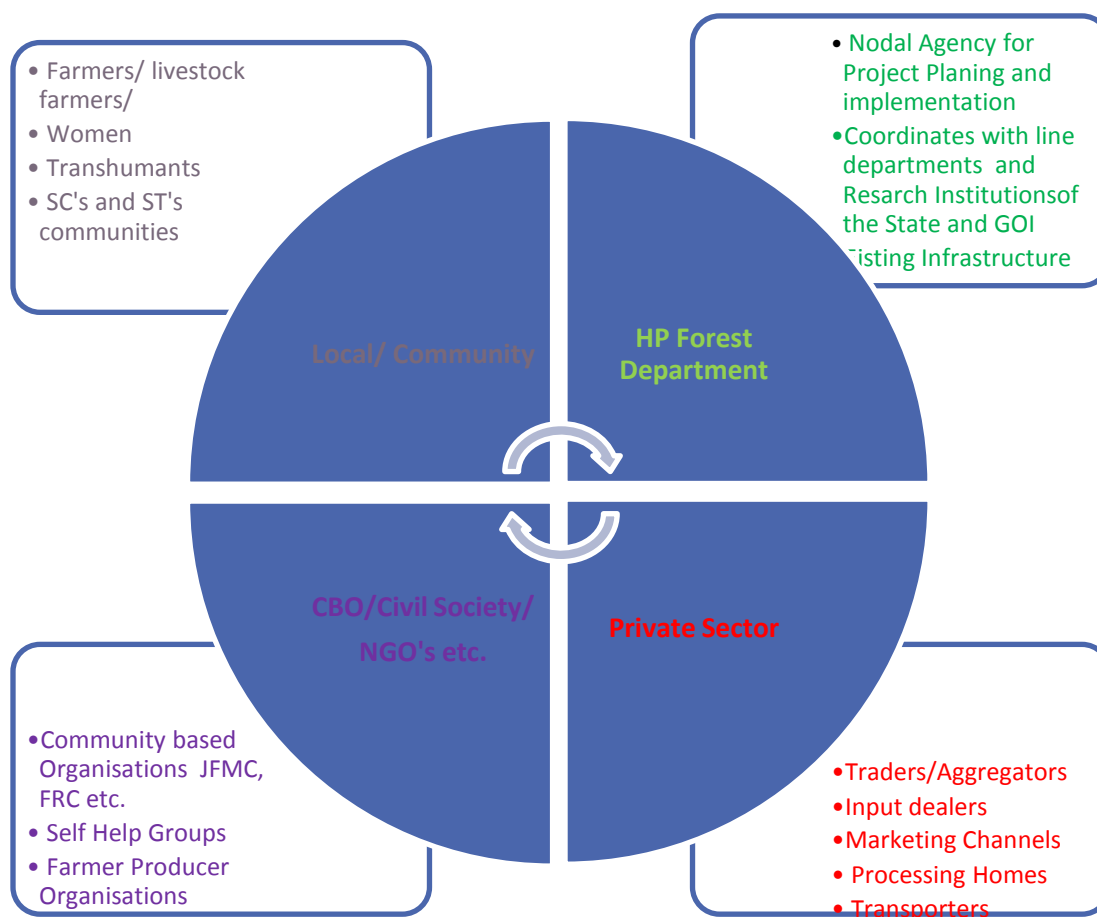 • Farmers/ livestock
farmers/
• Women
• Transhumants
• SC's and ST's
communities
• Nodal Agency for
Project Planing and
implementation
•Coordinates with line
departments and
Resarch Institutionsof
the State and GOI
Infrastructure
Local/ Community
HP Forest
Department
CBO/Civil Society/
NGO's etc.
Private Sector
•Community based
Organisations JFMC,
FRC etc.
• Self Help Groups
• Farmer Producer
Organisations
•Traders/Aggregators
•Input dealers
•Marketing Channels
• Processing Homes
• Transporters